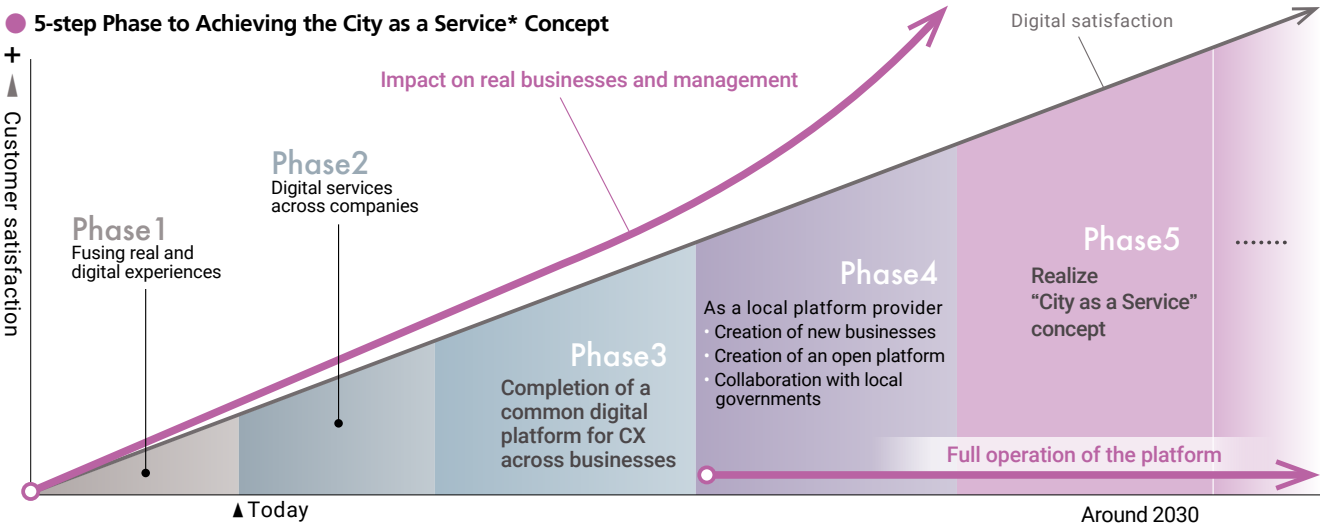 5-step Phase to Achieving the City as a Service* Concept
+
Customer satisfaction
Digital satisfaction
Impact on real businesses and management
Phase1
Fusing real and
digital experiences
Phase2
Digital services
across companies
Phase3
Completion of a
common digital
platform for CX
across businesses
Phase4
As a local platform provider
・Creation of new businesses
・Creation of an open platform
・Collaboration with local
governments
Phase5
Realize
“City as a Service”
concept
........
Full operation of the platform
▲Today
Around 2030